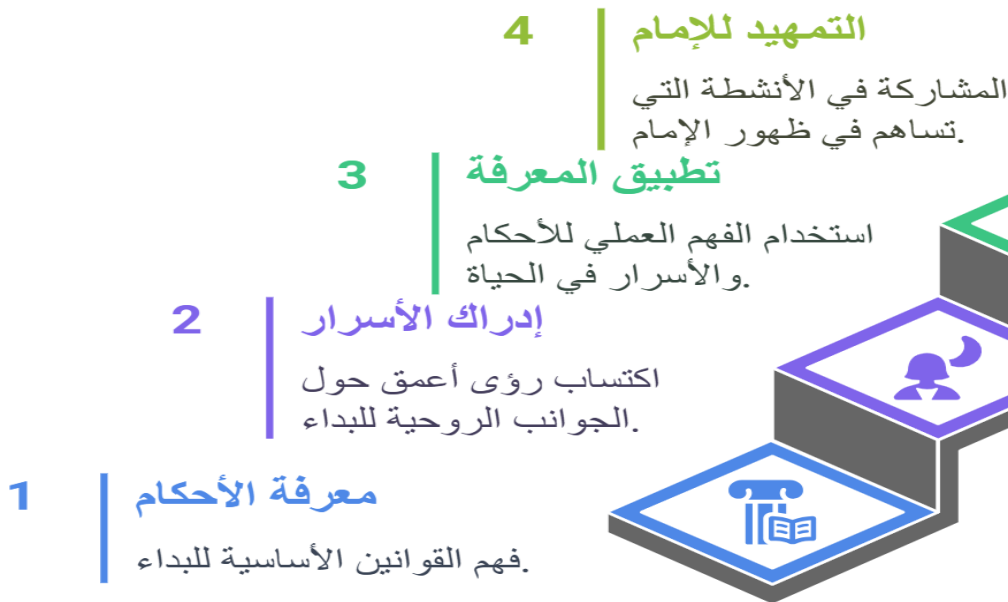 4
التمهيد للإمام
المشاركة في الأنشطة التي
تساهم في ظهور الإمام.
3
تطبيق المعرفة
استخدام الفهم العملي للأحكام
والأسرار في الحياة.
2
إدراك الأسرار
اكتساب رؤى أعمق حول
الجوانب الروحية للبداء.
1
معرفة الأحكام
فهم القوانين الأساسية للبداء.